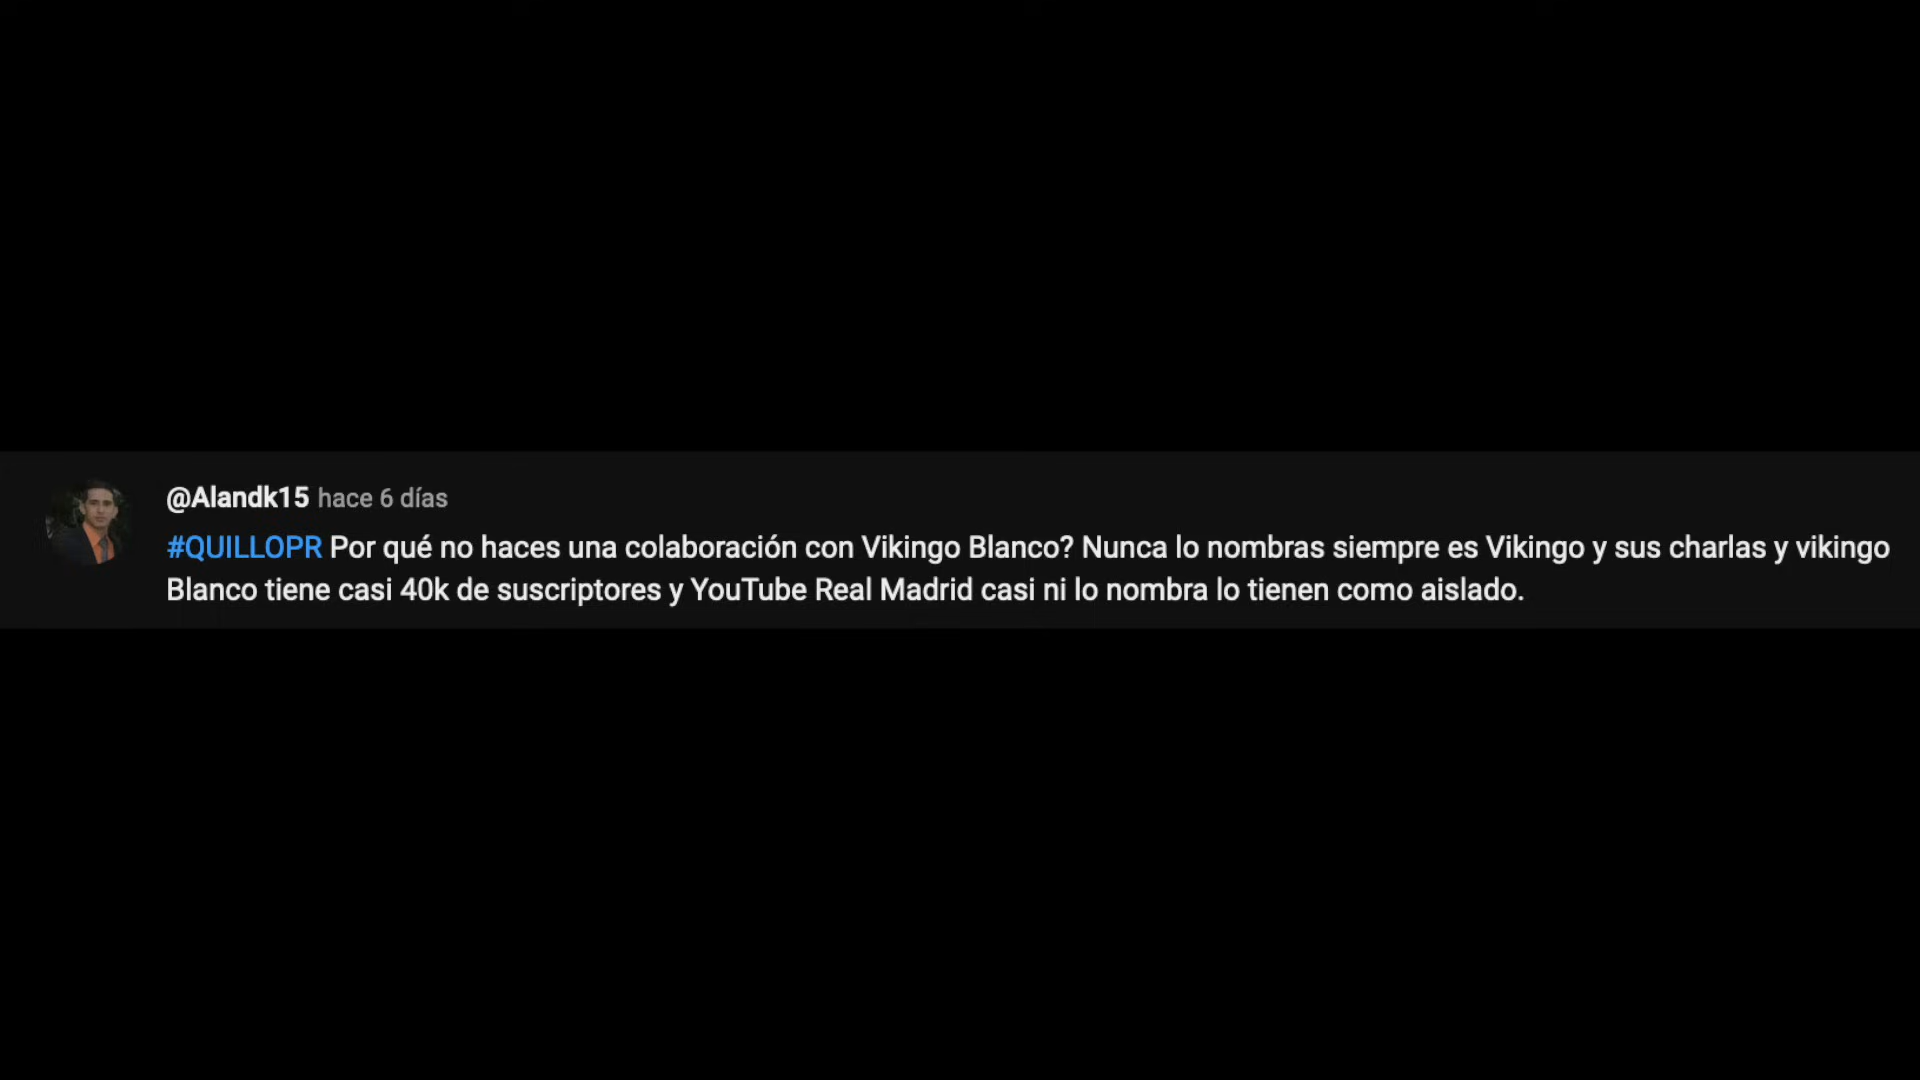 @Alandk15 hace 6 días
#QUILLOPR Por qué no haces una colaboración con Vikingo Blanco? Nunca lo nombras siempre es Vikingo y sus charlas y vikingo
Blanco tiene casi 40k de suscriptores y YouTube Real Madrid casi ni lo nombra lo tienen como aislado.